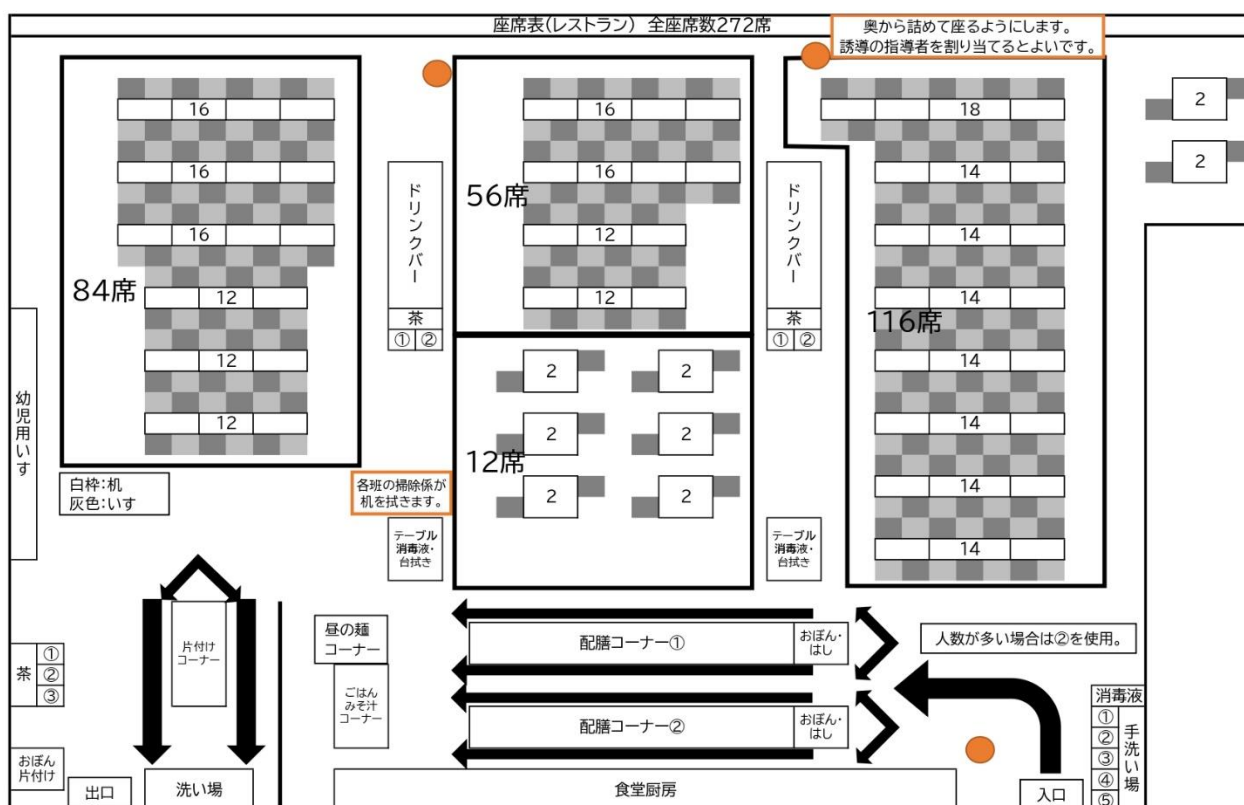 座席表(レストラン) 全座席数272席
奥から詰めて座るようにします。
誘導の指導者を割り当てるとよいです。
16
16
16
84席
12
12
12
白枠:机
灰色:いす
幼児用いす
ドリンクバー
茶
① ②
各班の掃除係が
机を拭きます。
テーブル
消毒液・
台拭き
16
16
56席
12
12
2 2
2 2
12席
2 2
ドリンクバー
茶
① ②
テーブル
消毒液・
台拭き
18
14
14
14
116席
14
14
14
14
2
2
片付け
コーナー
茶
①
②
③
おぼん
片付け
出口
洗い場
昼の麺
コーナー
ごはん
みそ汁
コーナー
配膳コーナー①
おぼん・
はし
配膳コーナー②
おぼん・
はし
人数が多い場合は②を使用。
食堂厨房
入口
消毒液
①
②
③
④
⑤
手洗い場